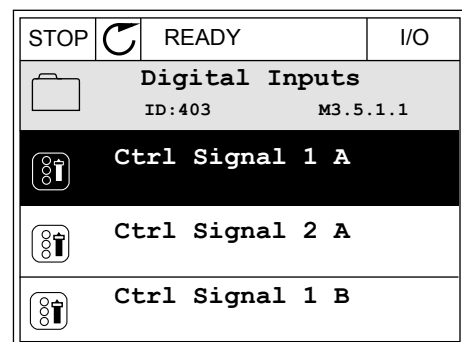 STOP READY I/O
Digital Inputs
ID:403 M3.5.1.1
Ctrl Signal 1 A
Ctrl Signal 2 A
Ctrl Signal 1 B